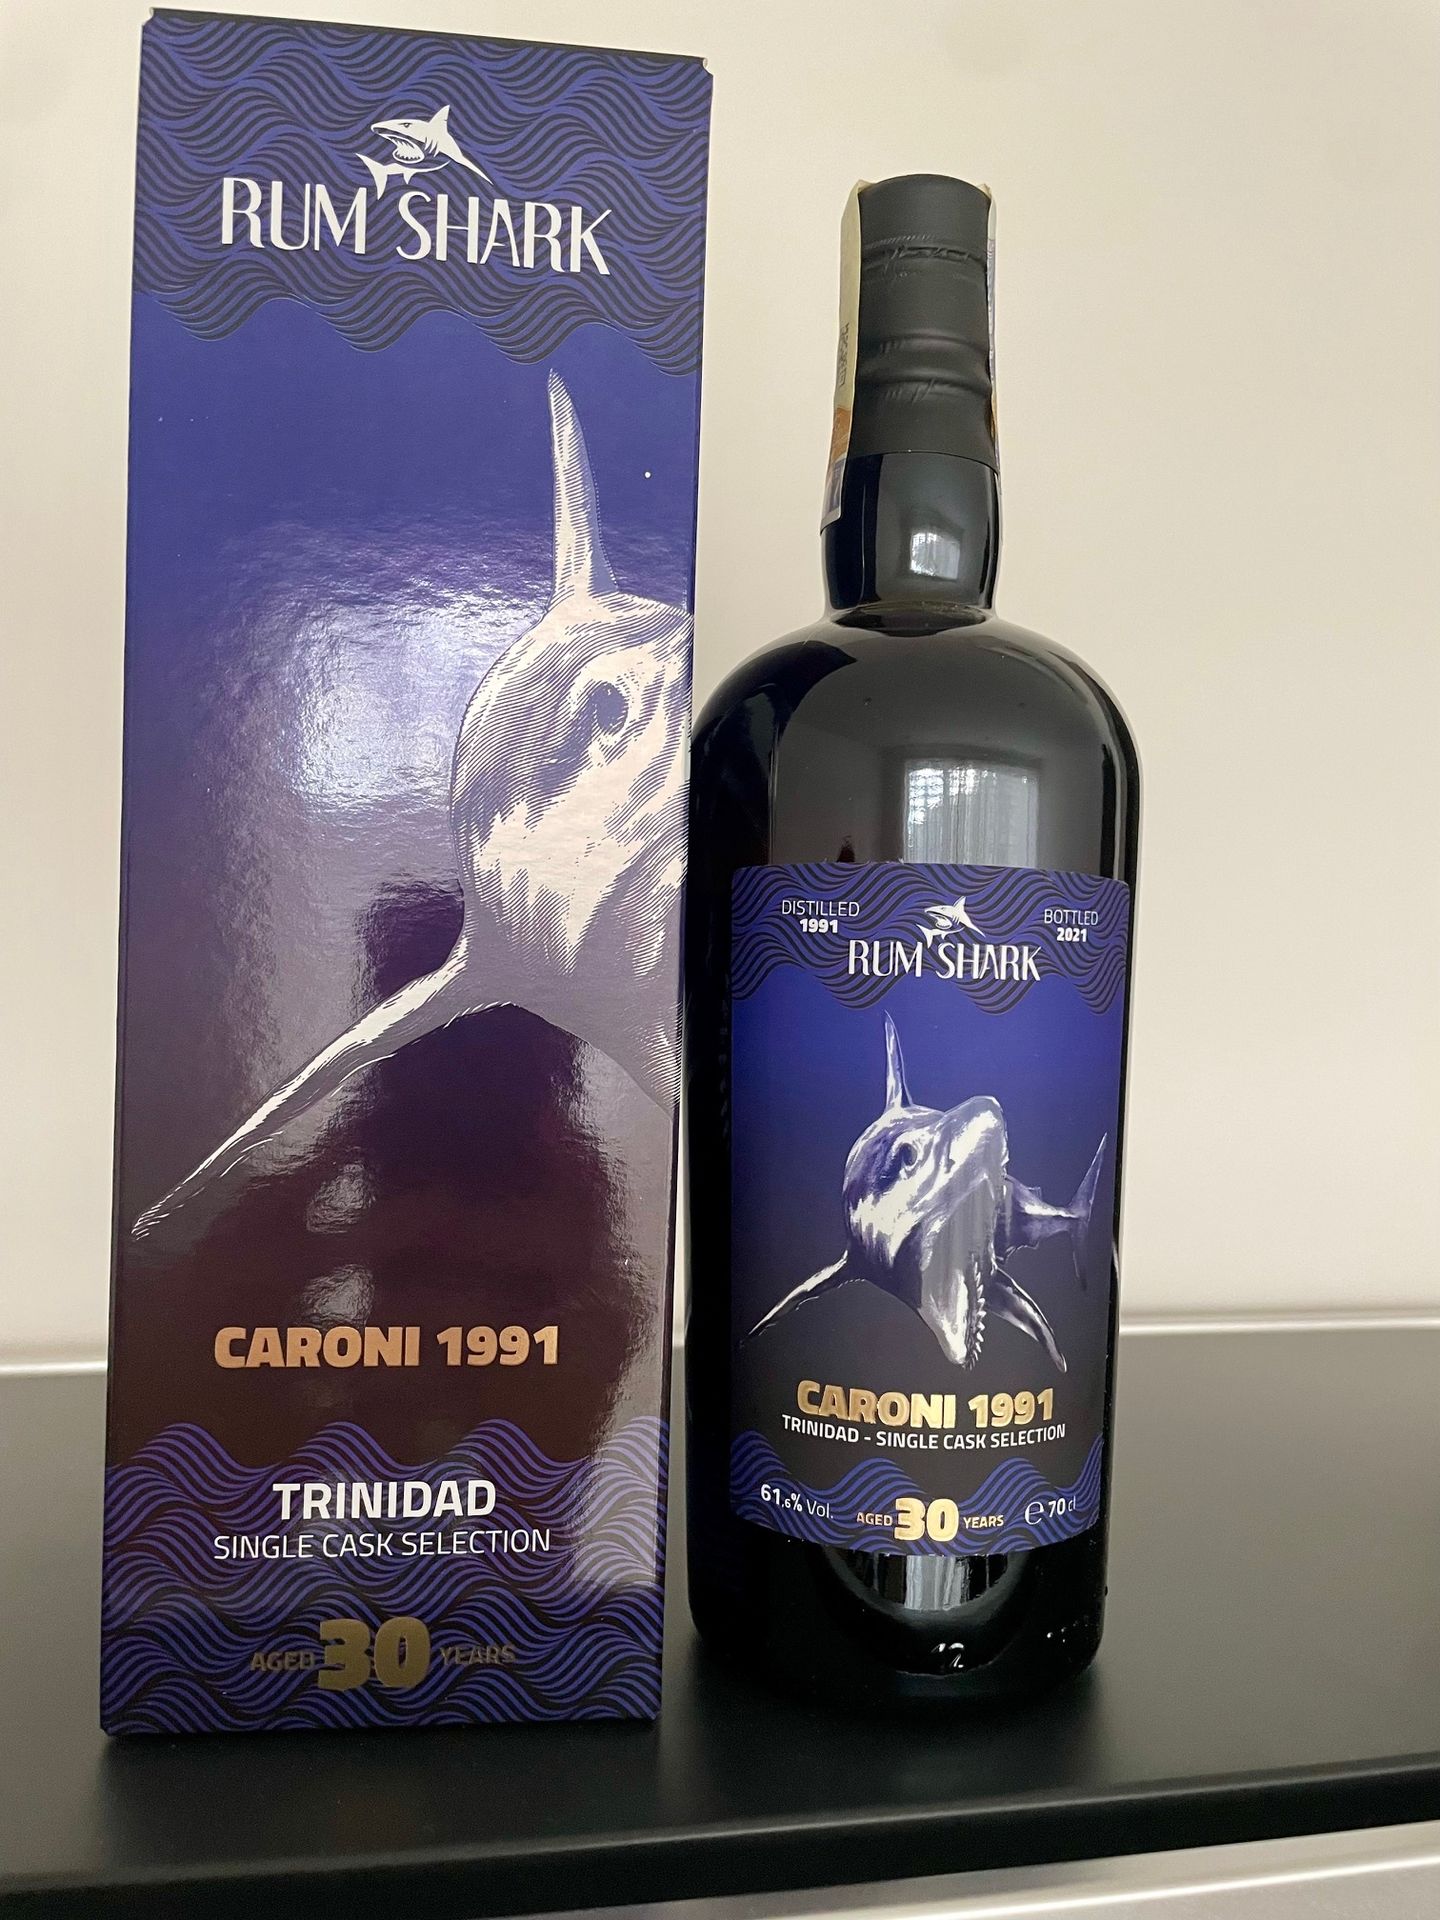 RUM SHARK
CARONI 1991
TRINIDAD
SINGLE CASK SELECTION
AGED 30 YEARS
DISTILLED
1991
BOTTLED
2021
RUM SHARK
CARONI 1991
TRINIDAD - SINGLE CASK SELECTION
61,6% Vol.
AGED 30 YEARS
℮ 70 cl
12